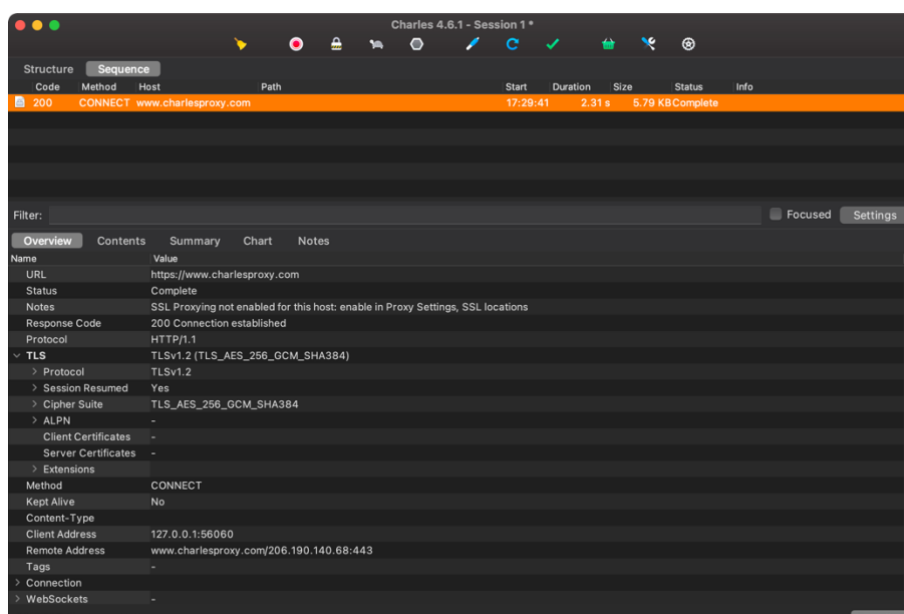 Charles 4.6.1 - Session 1 *
Structure Sequence
Code Method Host Path Start Duration Size Status Info
200 CONNECT www.charlesproxy.com 17:29:41 2.31 s 5.79 KB Complete
Filter: Focused Settings
Overview Contents Summary Chart Notes
Name Value
URL https://www.charlesproxy.com
Status Complete
Notes SSL Proxying not enabled for this host: enable in Proxy Settings, SSL locations
Response Code 200 Connection established
Protocol HTTP/1.1
TLS TLSv1.2 (TLS_AES_256_GCM_SHA384)
Protocol TLSv1.2
Session Resumed Yes
Cipher Suite TLS_AES_256_GCM_SHA384
ALPN -
Client Certificates -
Server Certificates -
Extensions
Method CONNECT
Kept Alive No
Content-Type
Client Address 127.0.0.1:56060
Remote Address www.charlesproxy.com/206.190.140.68:443
Tags -
Connection
WebSockets -